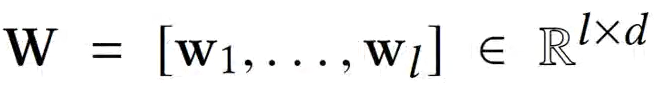 𝐖 = [𝐰₁, . . . , 𝐰ₗ] ∈ ℝ^{l×d}